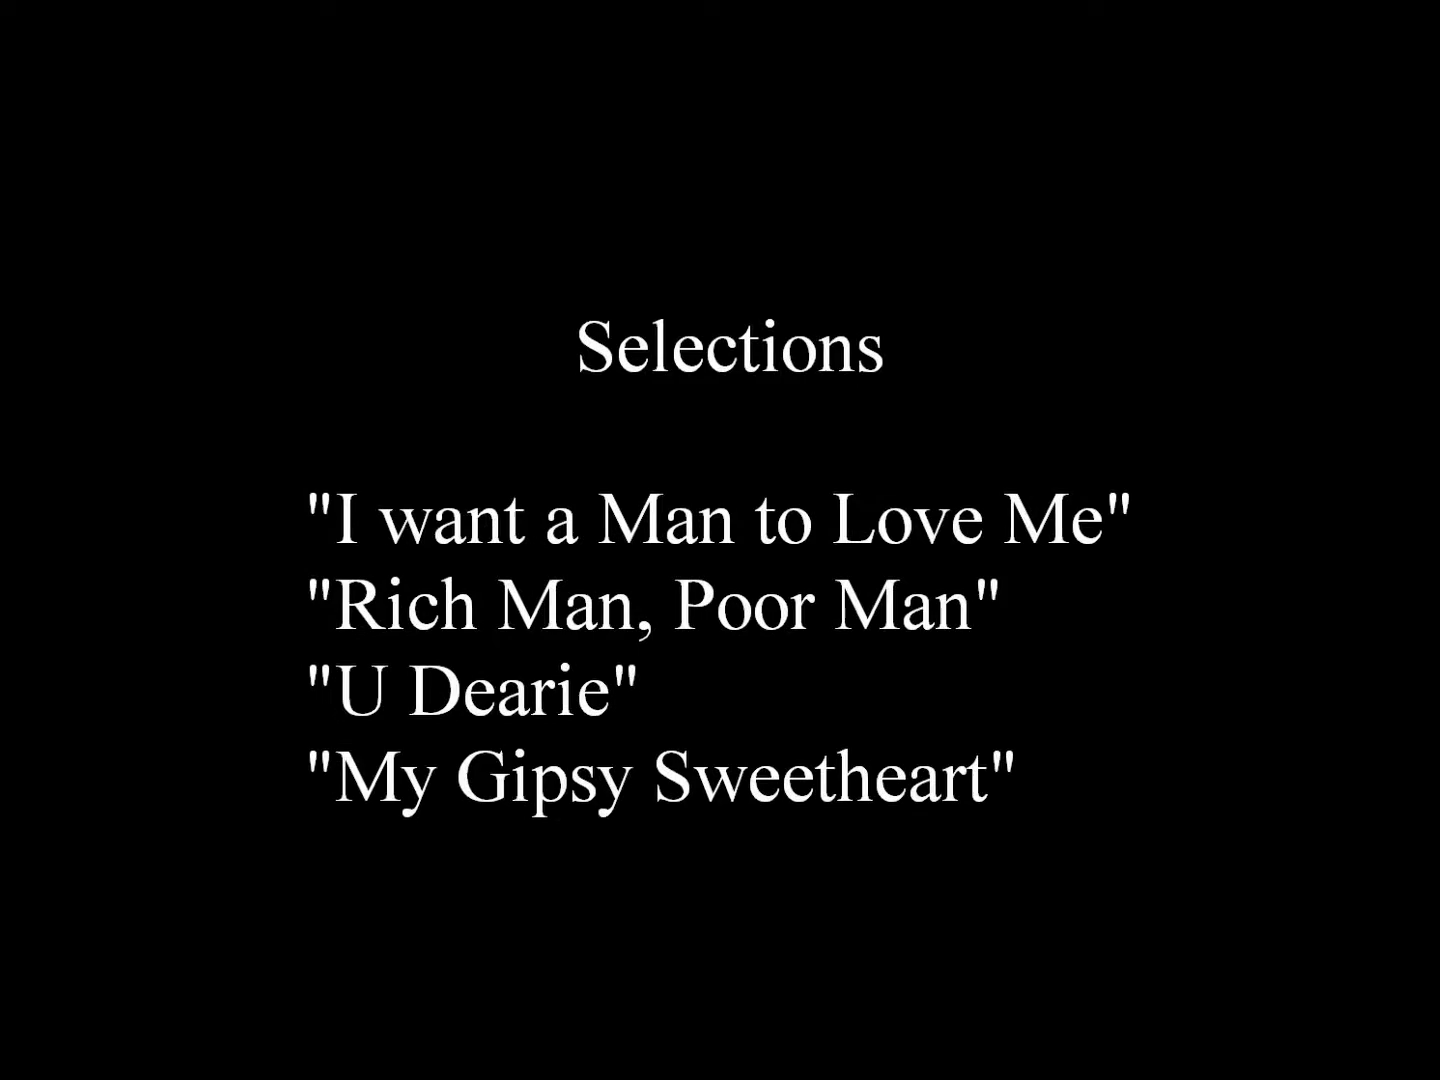 Selections
"I want a Man to Love Me"
"Rich Man, Poor Man"
"U Dearie"
"My Gipsy Sweetheart"